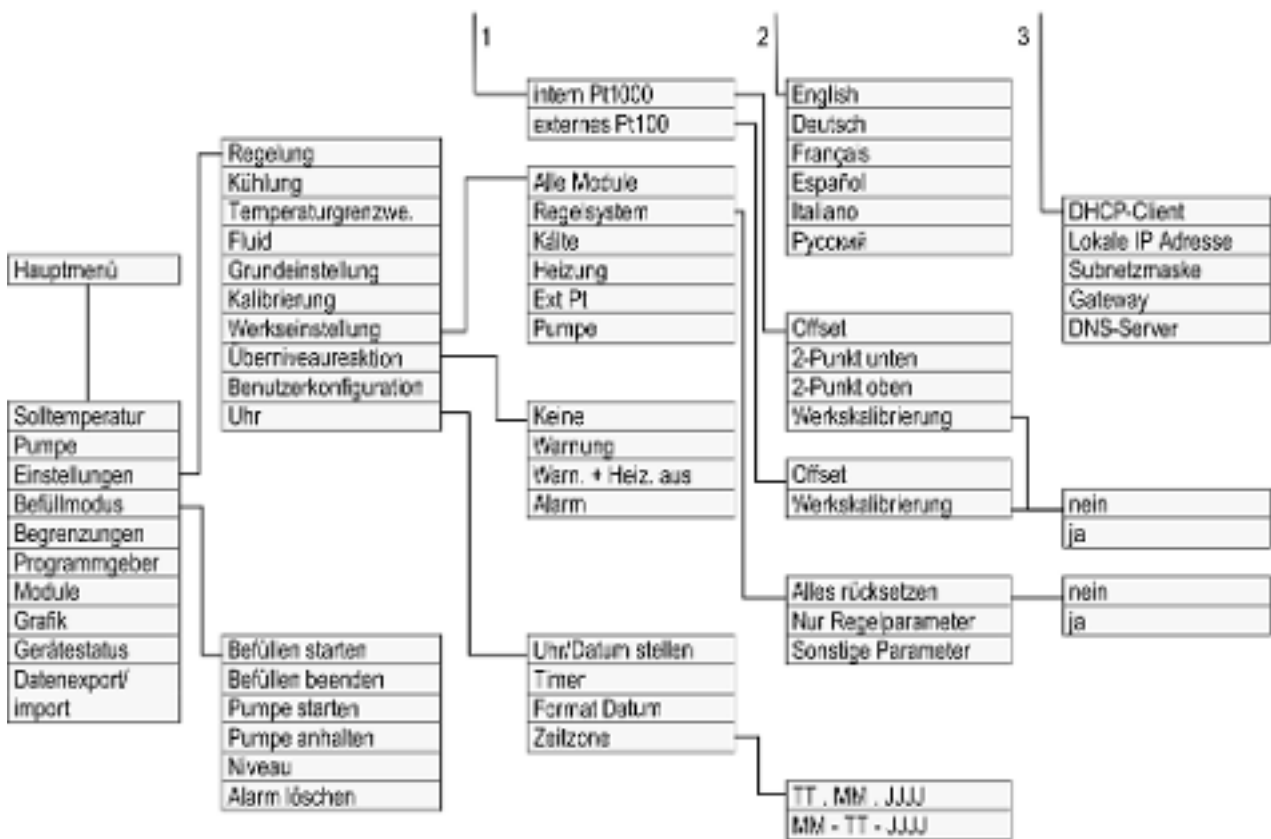 1
2
3
intern Pt1000
externes Pt100
English
Deutsch
Français
Español
Italiano
Русский
DHCP-Client
Lokale IP Adresse
Subnetzmaske
Gateway
DNS-Server
Regelung
Kühlung
Temperaturgrenzwe.
Fluid
Grundeinstellung
Kalibrierung
Werkseinstellung
Überniveaureaktion
Benutzerkonfiguration
Uhr
Alle Module
Regelsystem
Kälte
Heizung
Ext Pt
Pumpe
Hauptmenü
Offset
2-Punkt unten
2-Punkt oben
Werkskalibrierung
Solltemperatur
Pumpe
Einstellungen
Befüllmodus
Begrenzungen
Programmgeber
Module
Grafik
Gerätestatus
Datenexport/
import
Keine
Warnung
Warn. + Heiz. aus
Alarm
Offset
Werkskalibrierung
nein
ja
Alles rücksetzen
Nur Regelparameter
Sonstige Parameter
nein
ja
Befüllen starten
Befüllen beenden
Pumpe starten
Pumpe anhalten
Niveau
Alarm löschen
Uhr/Datum stellen
Timer
Format Datum
Zeitzone
TT . MM . JJJJ
MM - TT - JJJJ